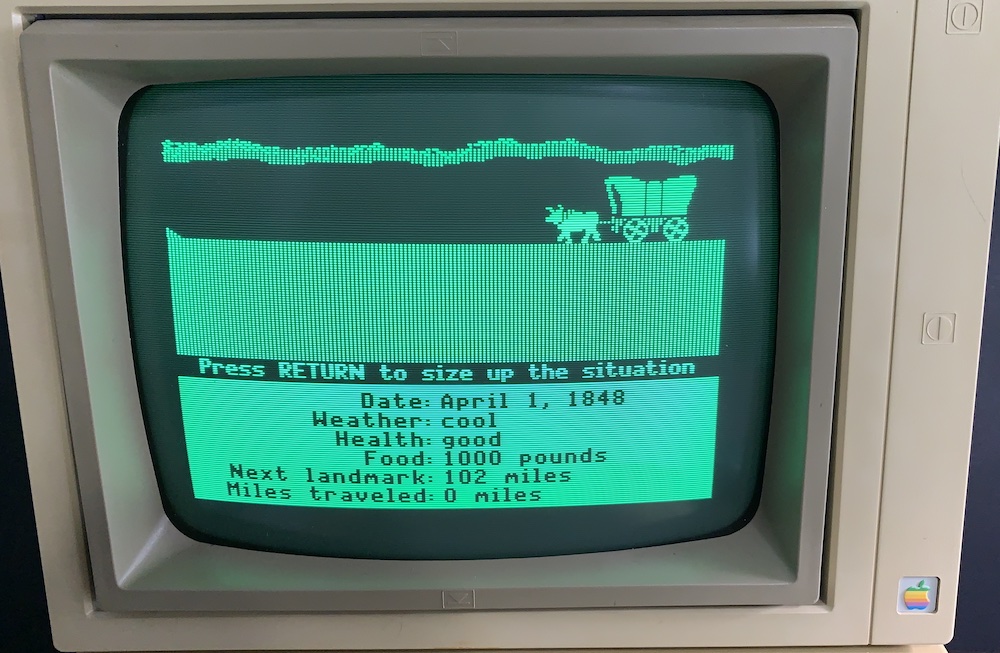 Press RETURN to size up the situation
Date: April 1, 1848
Weather: cool
Health: good
Food: 1000 pounds
Next landmark: 102 miles
Miles traveled: 0 miles